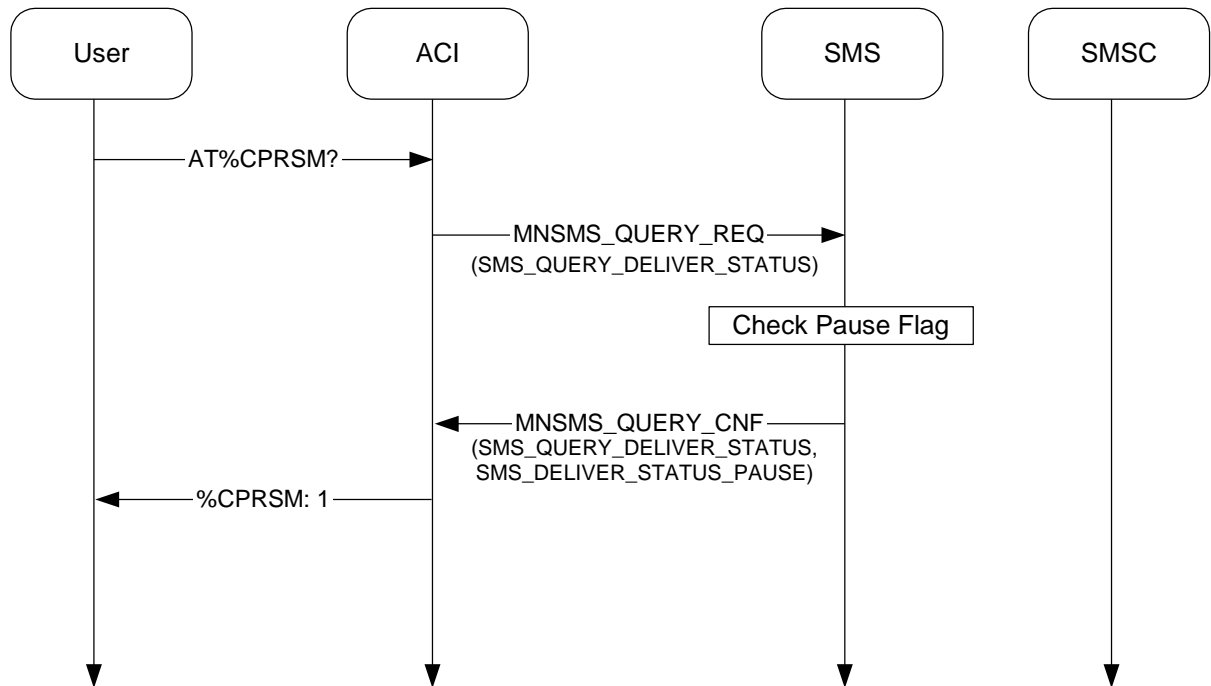 User
ACI
SMS
SMSC
AT%CPRSM?
MNSMS_QUERY_REQ
(SMS_QUERY_DELIVER_STATUS)
Check Pause Flag
MNSMS_QUERY_CNF
(SMS_QUERY_DELIVER_STATUS,
SMS_DELIVER_STATUS_PAUSE)
%CPRSM: 1